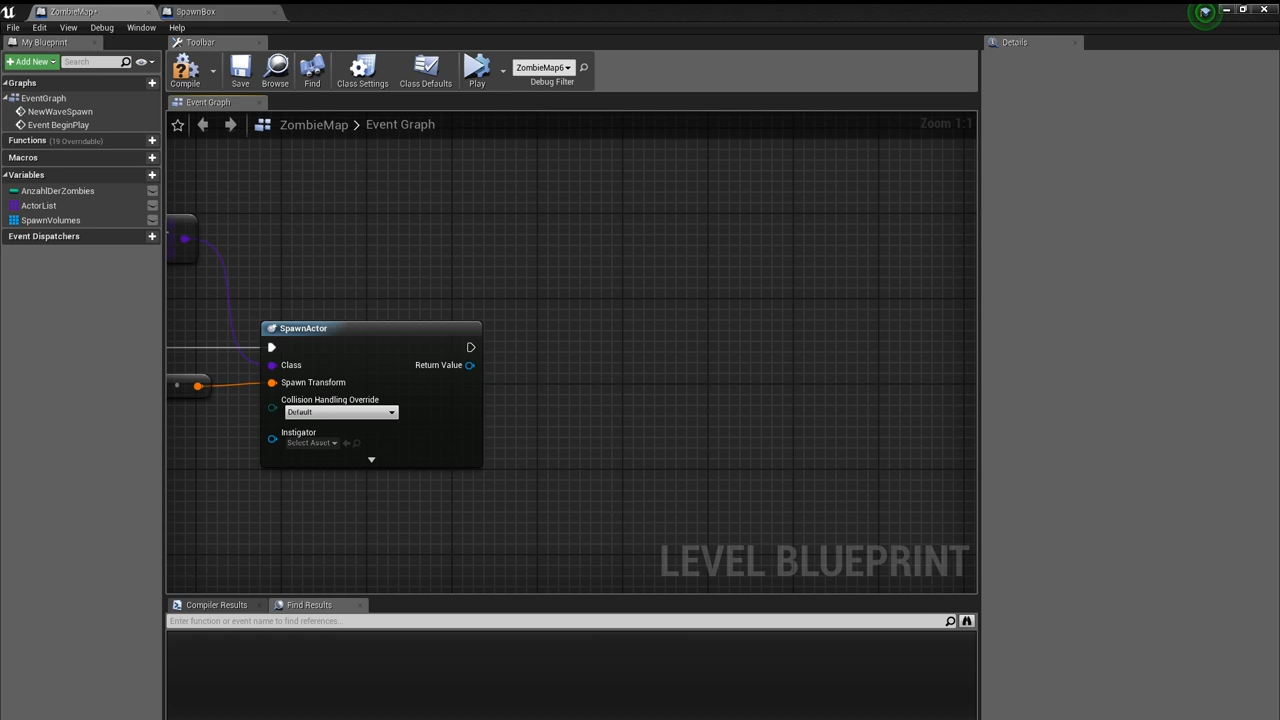 ZombieMap*
SpawnBox
File Edit View Debug Window Help
My Blueprint
Toolbar
Details
Add New
Search
Compile
Save
Browse
Find
Class Settings
Class Defaults
Play
ZombieMap6
Debug Filter
Graphs
EventGraph
NewWaveSpawn
Event BeginPlay
Functions (19 Overridable)
Macros
Variables
AnzahlDerZombies
ActorList
SpawnVolumes
Event Dispatchers
Event Graph
ZombieMap > Event Graph
Zoom 1:1
SpawnActor
Class
Return Value
Spawn Transform
Collision Handling Override
Default
Instigator
Select Asset
LEVEL BLUEPRINT
Compiler Results
Find Results
Enter function or event name to find references...